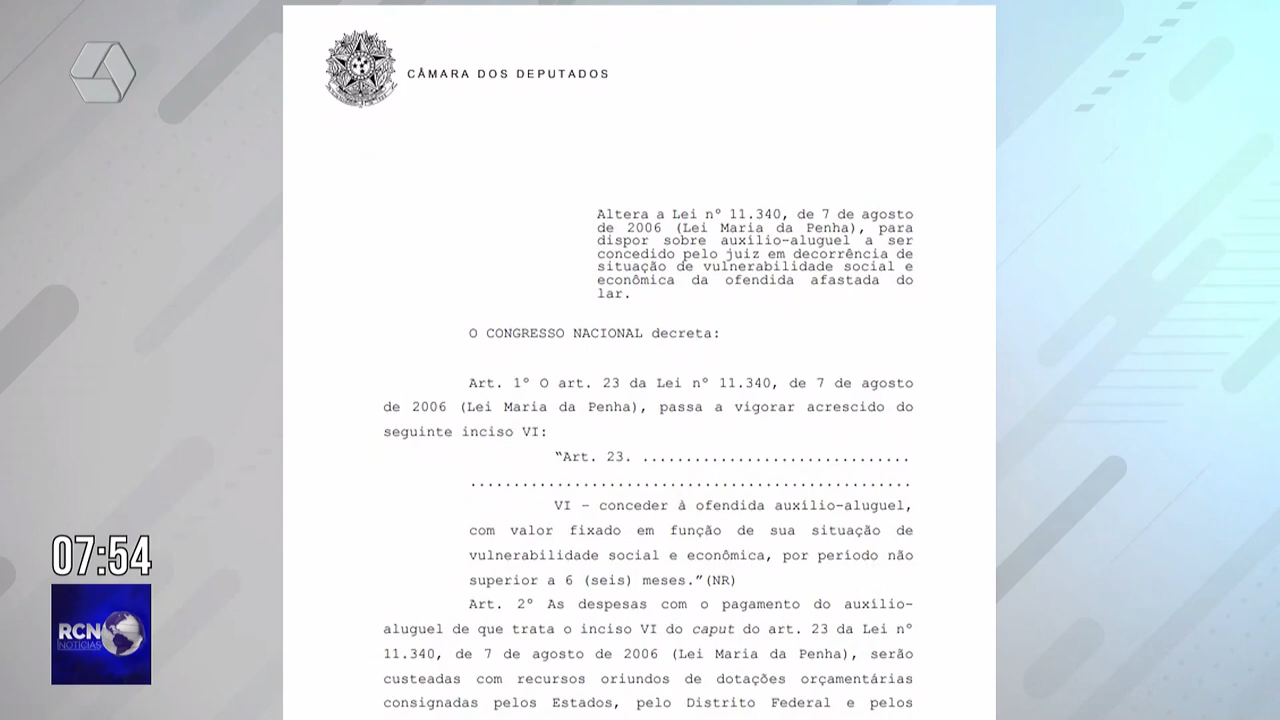 CÂMARA DOS DEPUTADOS
Altera a Lei nº 11.340, de 7 de agosto
de 2006 (Lei Maria da Penha), para
dispor sobre auxílio-aluguel a ser
concedido pelo juiz em decorrência de
situação de vulnerabilidade social e
econômica da ofendida afastada do
lar.
O CONGRESSO NACIONAL decreta:
Art. 1º O art. 23 da Lei nº 11.340, de 7 de agosto
de 2006 (Lei Maria da Penha), passa a vigorar acrescido do
seguinte inciso VI:
“Art. 23. ...............................
...................................................
VI – conceder à ofendida auxílio-aluguel,
com valor fixado em função de sua situação de
vulnerabilidade social e econômica, por período não
superior a 6 (seis) meses.”(NR)
Art. 2º As despesas com o pagamento do auxílio-
aluguel de que trata o inciso VI do caput do art. 23 da Lei nº
11.340, de 7 de agosto de 2006 (Lei Maria da Penha), serão
custeadas com recursos oriundos de dotações orçamentárias
consignadas pelos Estados, pelo Distrito Federal e pelos
07:54
RCN
NOTÍCIAS